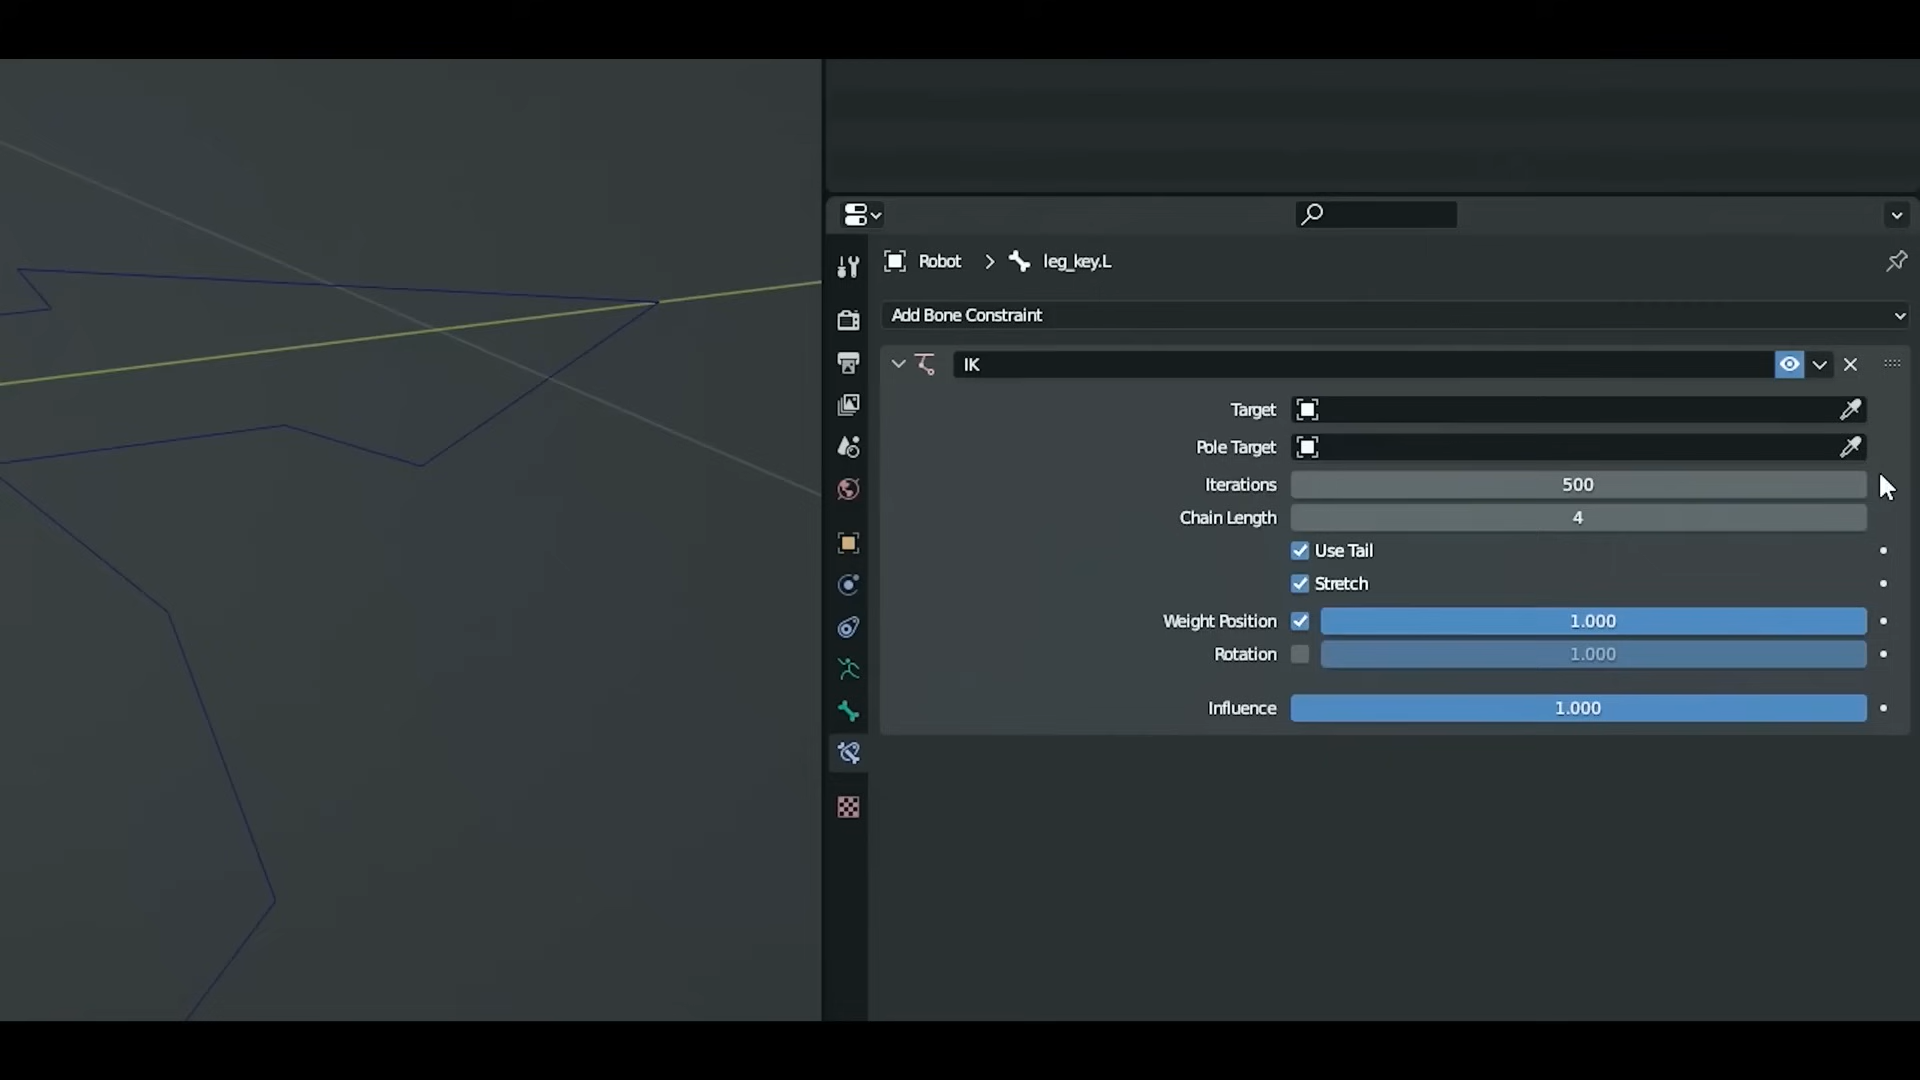 Robot > leg_key.L
Add Bone Constraint
IK
Target
Pole Target
Iterations 500
Chain Length 4
Use Tail
Stretch
Weight Position 1.000
Rotation 1.000
Influence 1.000